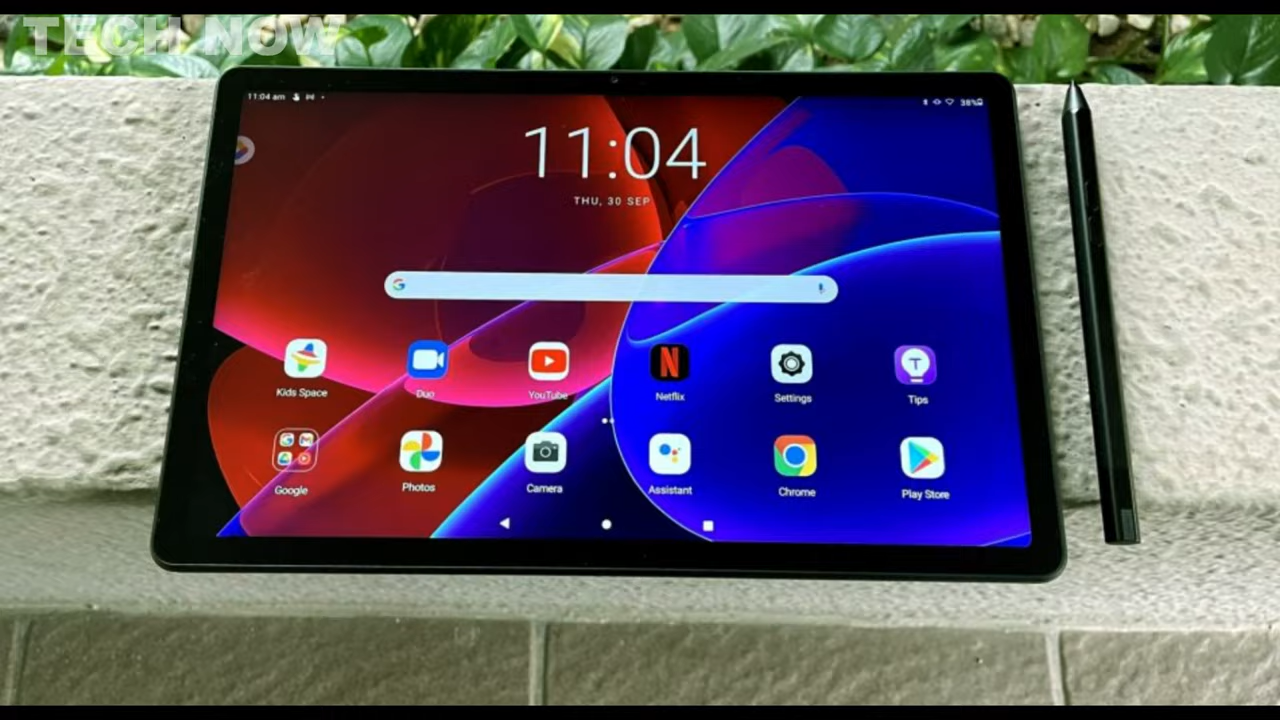 TECH NOW
11:04 am
38%
11:04
THU, 30 SEP
Kids Space
Duo
YouTube
Netflix
Settings
Tips
Google
Photos
Camera
Assistant
Chrome
Play Store